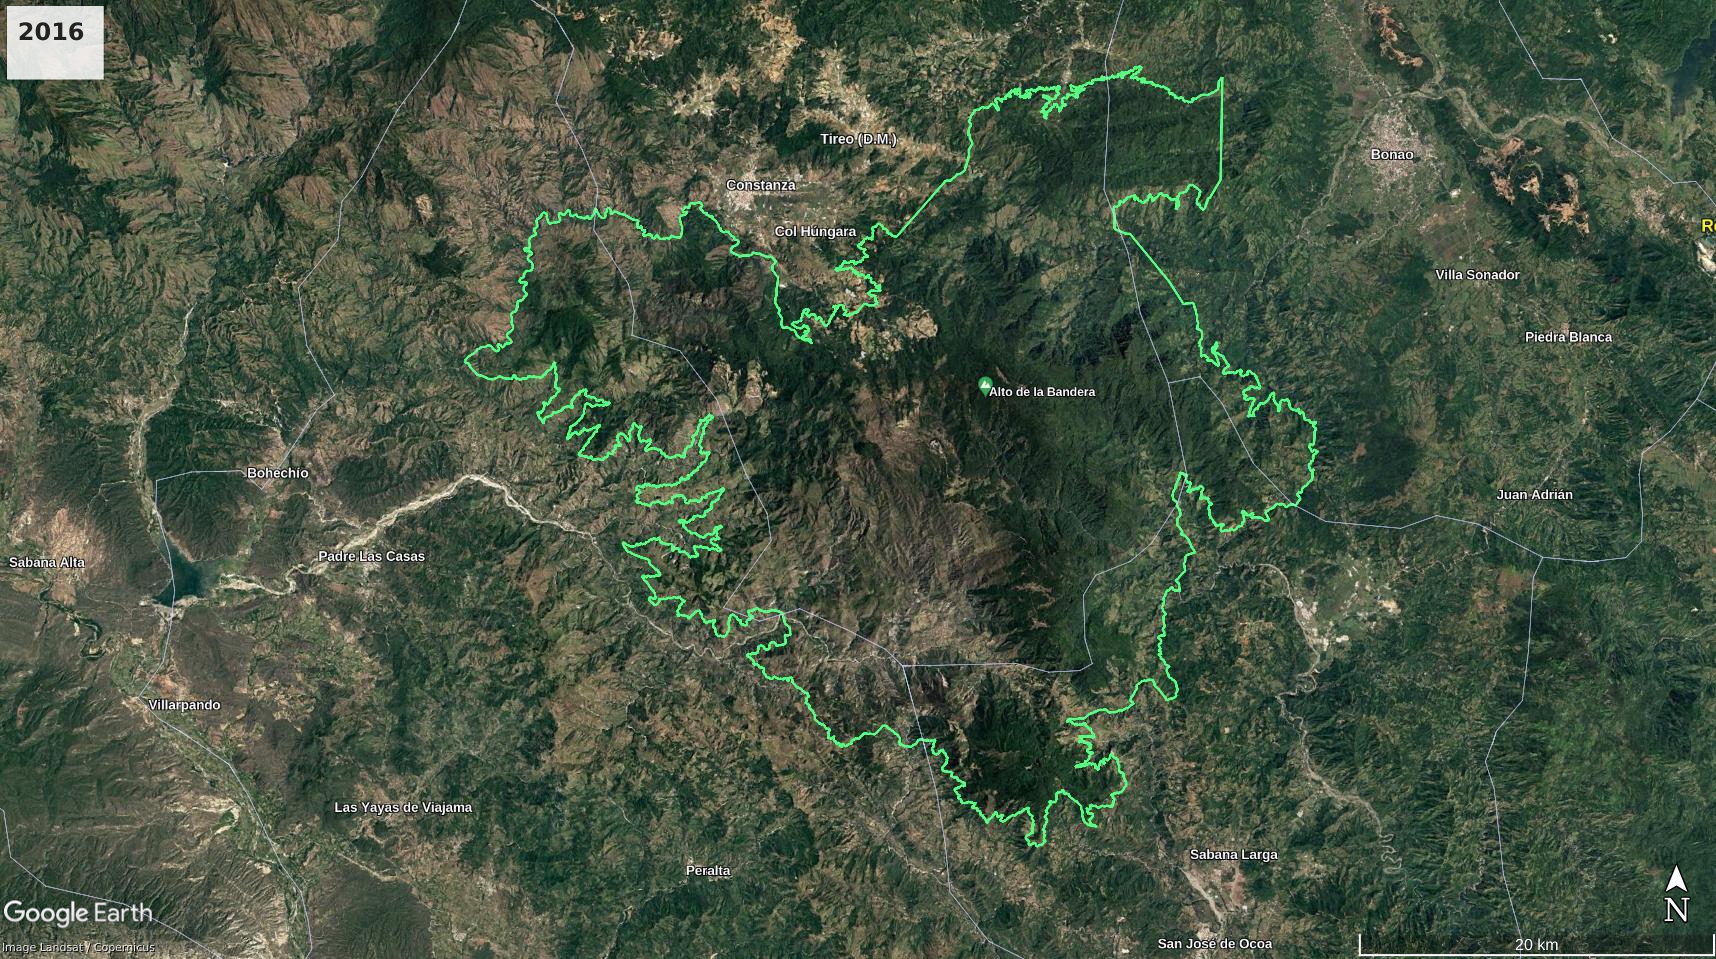 2016
Tireo (D.M.)
Bonao
Constanza
Col Húngara
Villa Sonador
Piedra Blanca
Alto de la Bandera
Bohechío
Juan Adrián
Padre Las Casas
Sabana Alta
Villarpando
Las Yayas de Viajama
Sabana Larga
Peralta
N
Google Earth
Image Landsat / Copernicus
San José de Ocoa
20 km